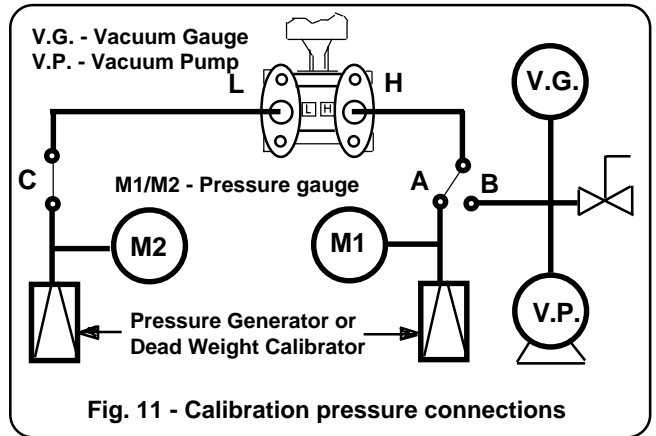 V.G. - Vacuum Gauge
V.P. - Vacuum Pump
L
H
L H
V.G.
C
M1/M2 - Pressure gauge
A
B
M2
M1
V.P.
Pressure Generator or
Dead Weight Calibrator
Fig. 11 - Calibration pressure connections